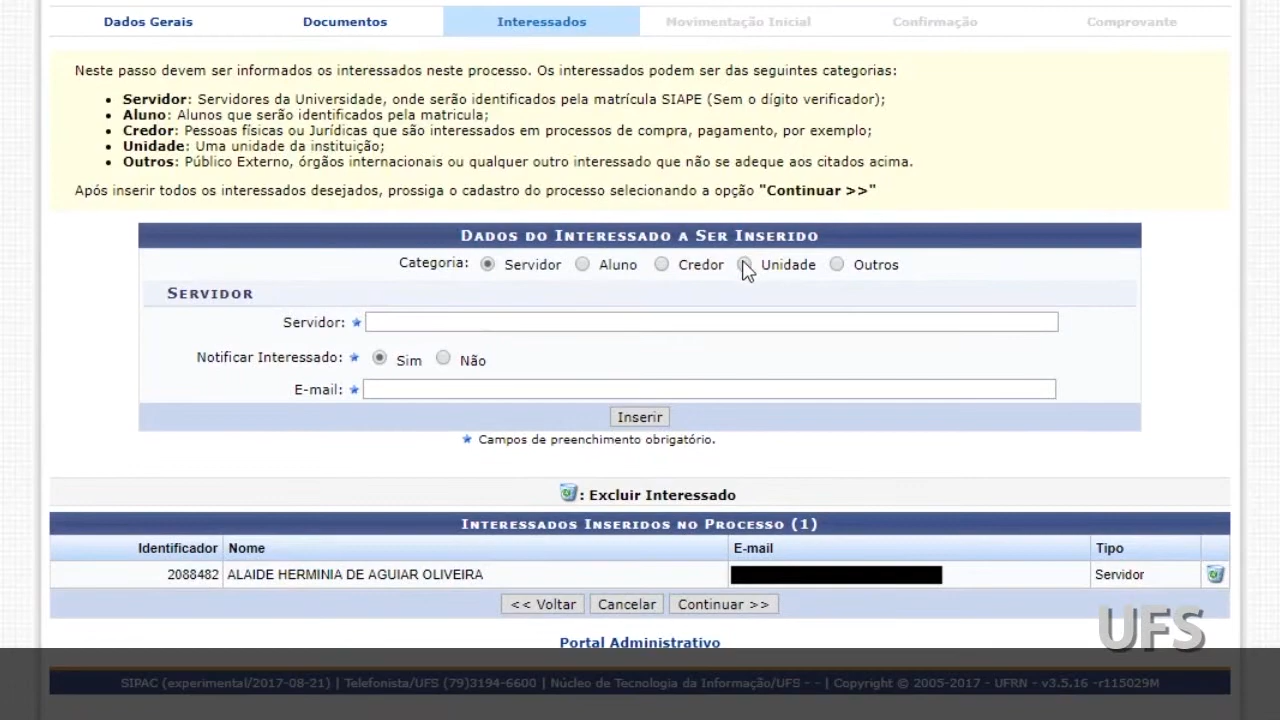 Dados Gerais Documentos Interessados Movimentação Inicial Confirmação Comprovante
Neste passo devem ser informados os interessados neste processo. Os interessados podem ser das seguintes categorias:
• Servidor: Servidores da Universidade, onde serão identificados pela matrícula SIAPE (Sem o dígito verificador);
• Aluno: Alunos que serão identificados pela matricula;
• Credor: Pessoas físicas ou Jurídicas que são interessados em processos de compra, pagamento, por exemplo;
• Unidade: Uma unidade da instituição;
• Outros: Público Externo, órgãos internacionais ou qualquer outro interessado que não se adeque aos citados acima.
Após inserir todos os interessados desejados, prossiga o cadastro do processo selecionando a opção "Continuar >>"
Dados do Interessado a Ser Inserido
Categoria: Servidor Aluno Credor Unidade Outros
Servidor
Servidor:
Notificar Interessado: Sim Não
E-mail:
Inserir
Campos de preenchimento obrigatório.
: Excluir Interessado
Interessados Inseridos no Processo (1)
Identificador Nome E-mail Tipo
2088482 ALAIDE HERMINIA DE AGUIAR OLIVEIRA Servidor
<< Voltar Cancelar Continuar >>
Portal Administrativo
UFS
SIPAC (experimental/2017-08-21) | Telefonista/UFS (79)3194-6600 | Núcleo de Tecnologia da Informação/UFS - - | Copyright © 2005-2017 - UFRN - v3.5.16 -r115029M